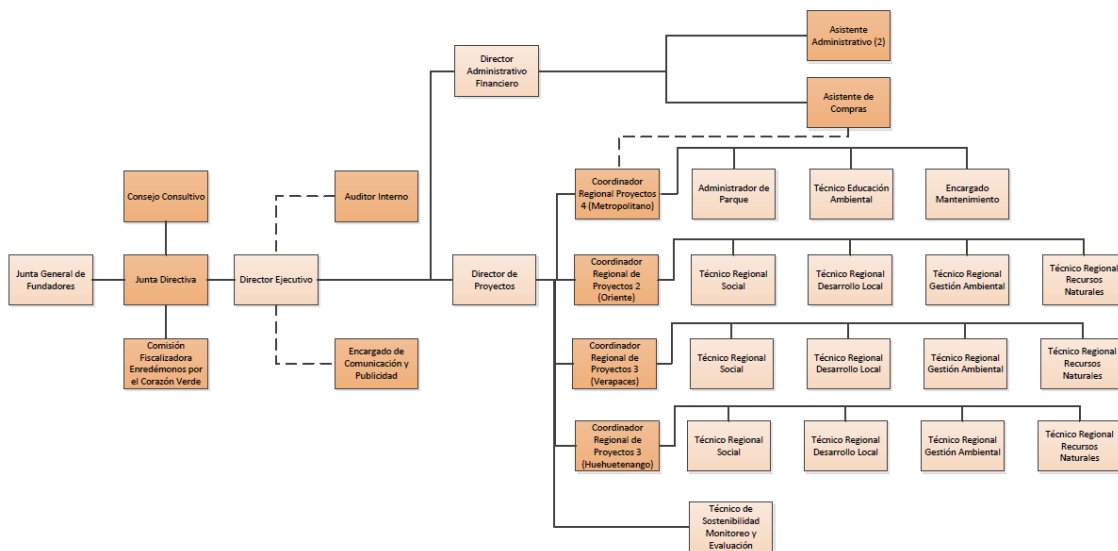 Asistente
Administrativo (2)
Director
Administrativo
Financiero
Asistente de
Compras
Consejo Consultivo
Auditor Interno
Coordinador
Regional Proyectos
4 (Metropolitano)
Administrador de
Parque
Técnico Educación
Ambiental
Encargado
Mantenimiento
Junta General de
Fundadores
Junta Directiva
Director Ejecutivo
Director de
Proyectos
Coordinador
Regional de
Proyectos 2
(Oriente)
Técnico Regional
Social
Técnico Regional
Desarrollo Local
Técnico Regional
Gestión Ambiental
Técnico Regional
Recursos
Naturales
Comisión
Fiscalizadora
Enredémonos por
el Corazón Verde
Encargado de
Comunicación y
Publicidad
Coordinador
Regional de
Proyectos 3
(Verapaces)
Técnico Regional
Social
Técnico Regional
Desarrollo Local
Técnico Regional
Gestión Ambiental
Técnico Regional
Recursos
Naturales
Coordinador
Regional de
Proyectos 3
(Huehuetenango)
Técnico Regional
Social
Técnico Regional
Desarrollo Local
Técnico Regional
Gestión Ambiental
Técnico Regional
Recursos
Naturales
Técnico de
Sostenibilidad
Monitoreo y
Evaluación